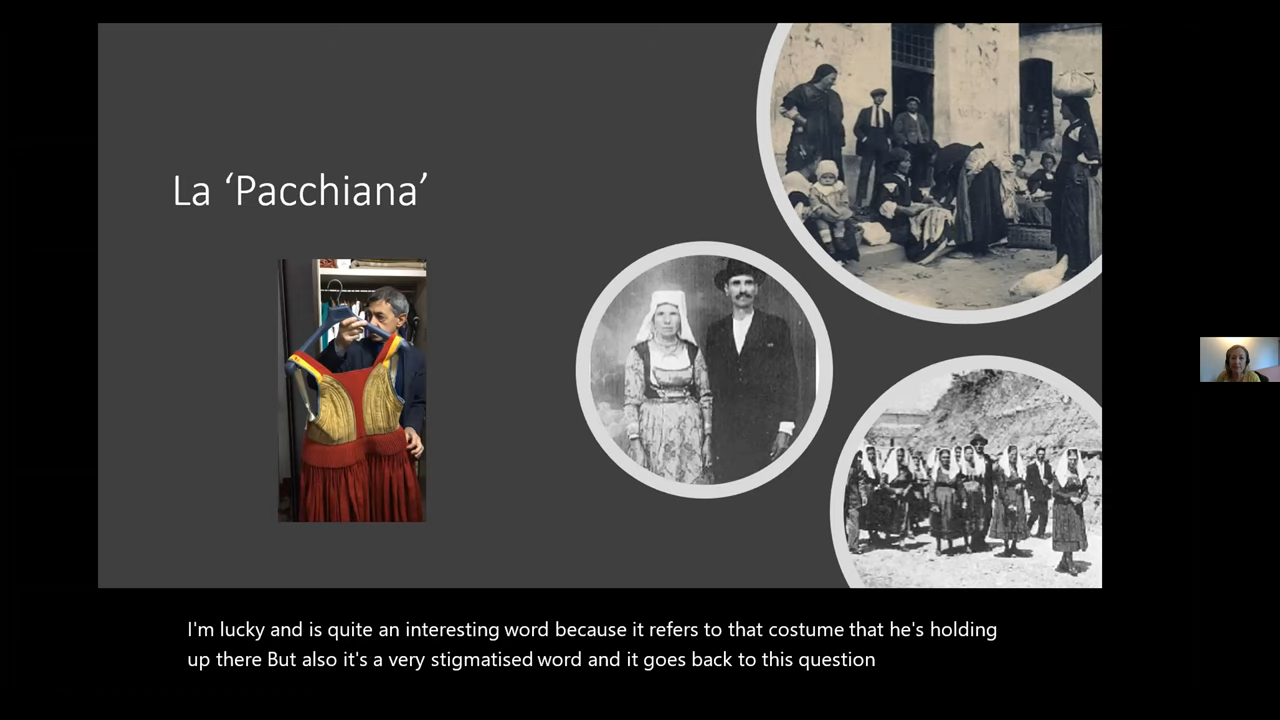 La ‘Pacchiana’
I'm lucky and is quite an interesting word because it refers to that costume that he's holding
up there But also it's a very stigmatised word and it goes back to this question